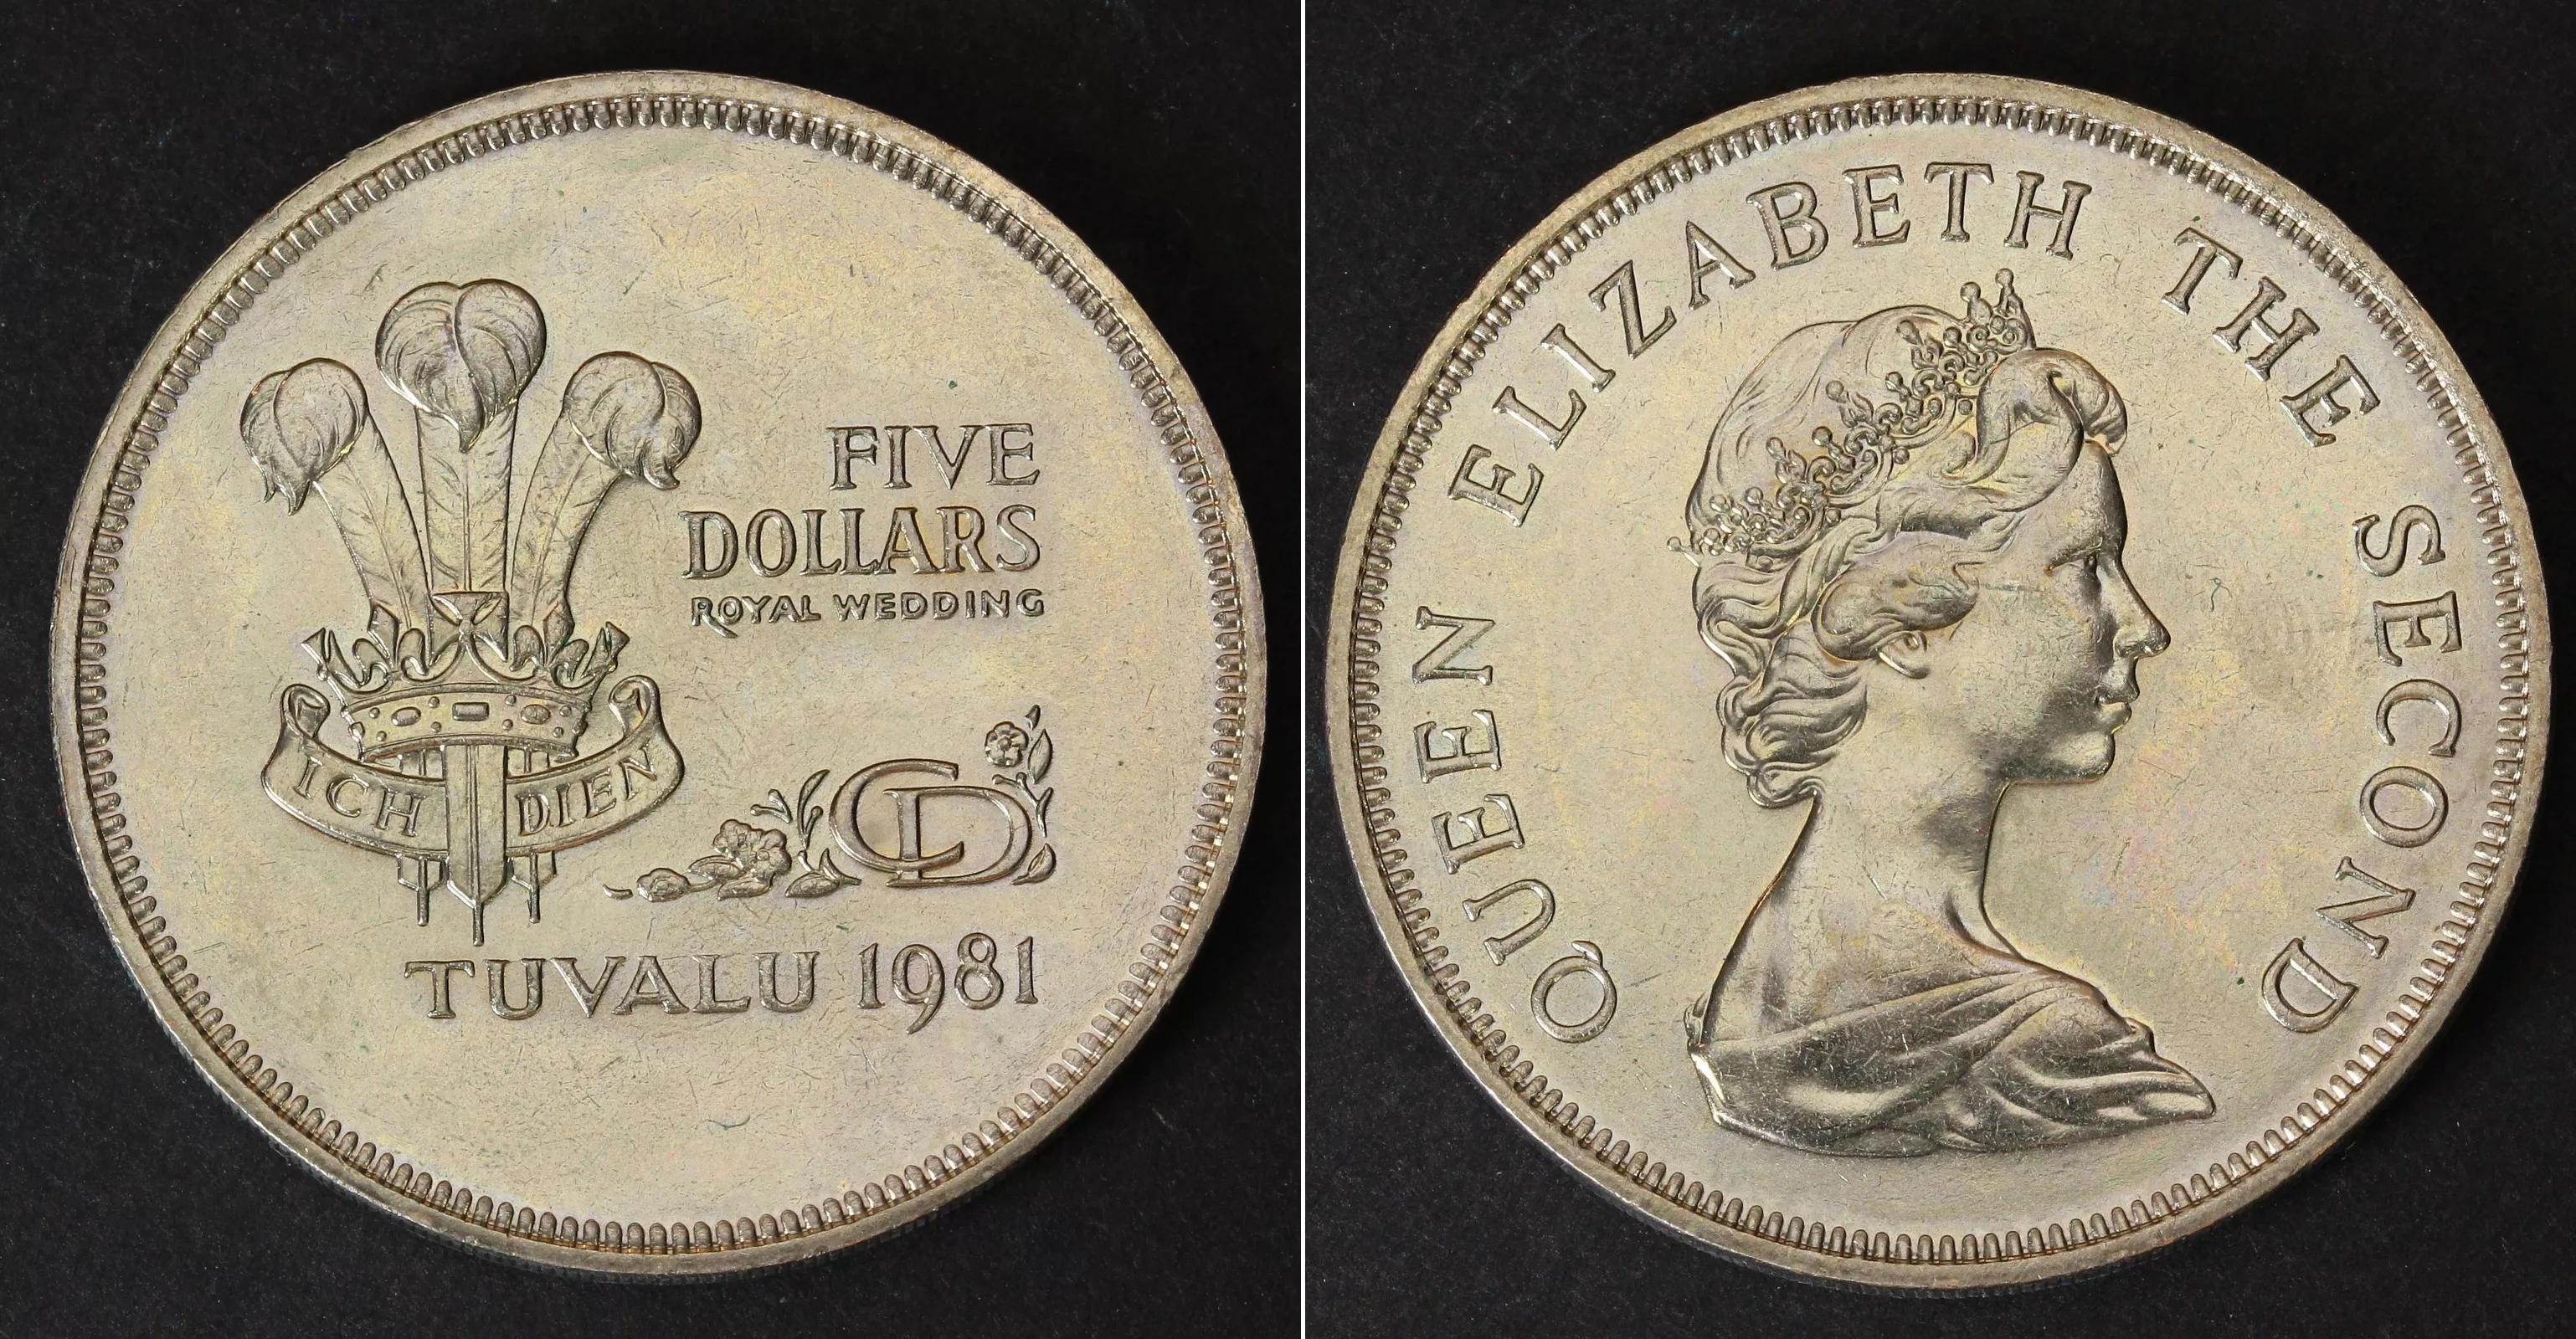 FIVE
DOLLARS
ROYAL WEDDING
ICH DIEN
CD
TUVALU 1981
QUEEN ELIZABETH THE SECOND